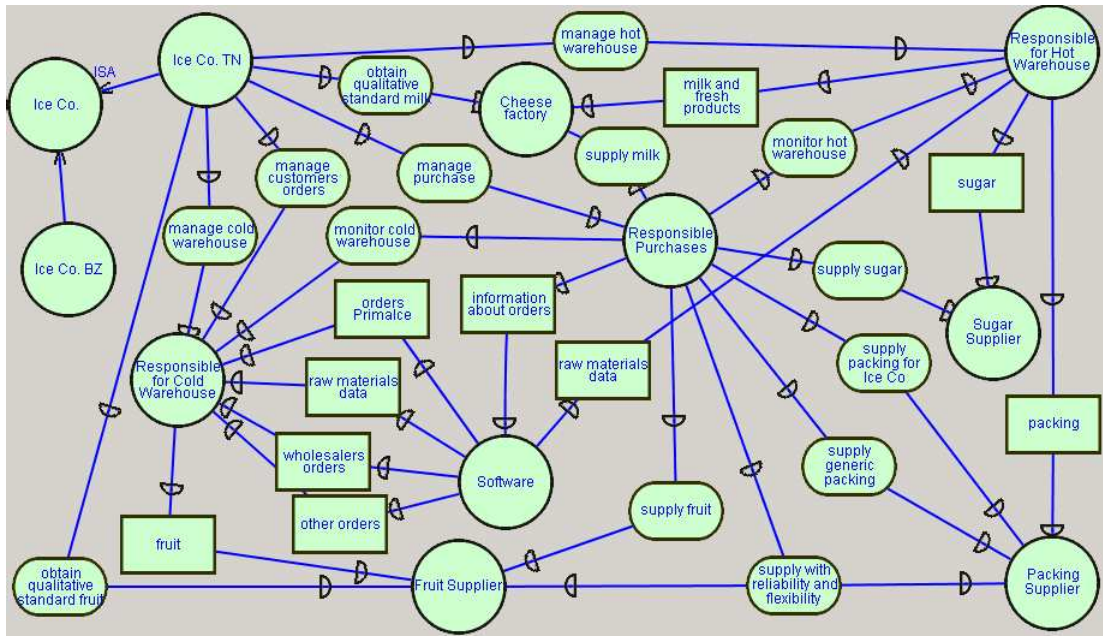 manage hot
warehouse
Responsible
for Hot
Warehouse
Ice Co. TN
ISA
Ice Co.
obtain
qualitative
standard milk
Cheese
factory
milk and
fresh
products
supply milk
monitor hot
warehouse
manage
customers
orders
manage
purchase
sugar
manage cold
warehouse
monitor cold
warehouse
Responsible
Purchases
Ice Co. BZ
supply sugar
orders
PrimaIce
information
about orders
Sugar
Supplier
Responsible
for Cold
Warehouse
raw materials
data
raw materials
data
supply
packing for
Ice Co
packing
wholesalers
orders
Software
supply
generic
packing
other orders
supply fruit
fruit
obtain
qualitative
standard fruit
Fruit Supplier
supply with
reliability and
flexibility
Packing
Supplier